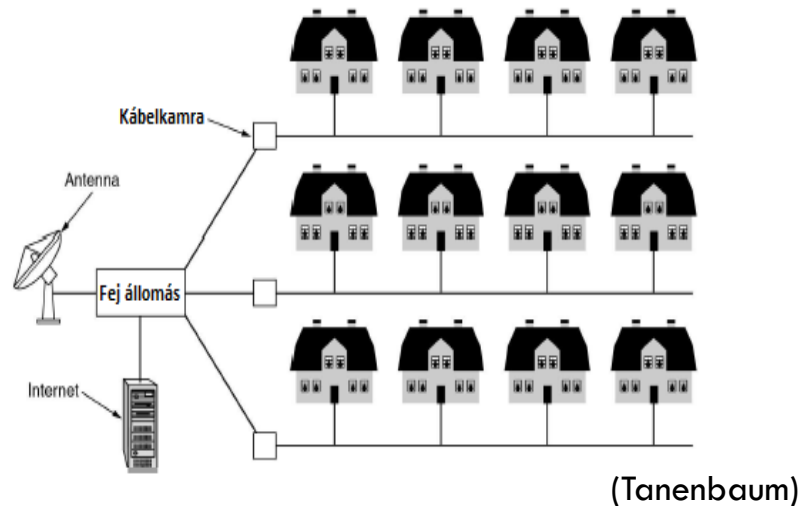 Kábelkamra
Antenna
Fej állomás
Internet
(Tanenbaum)